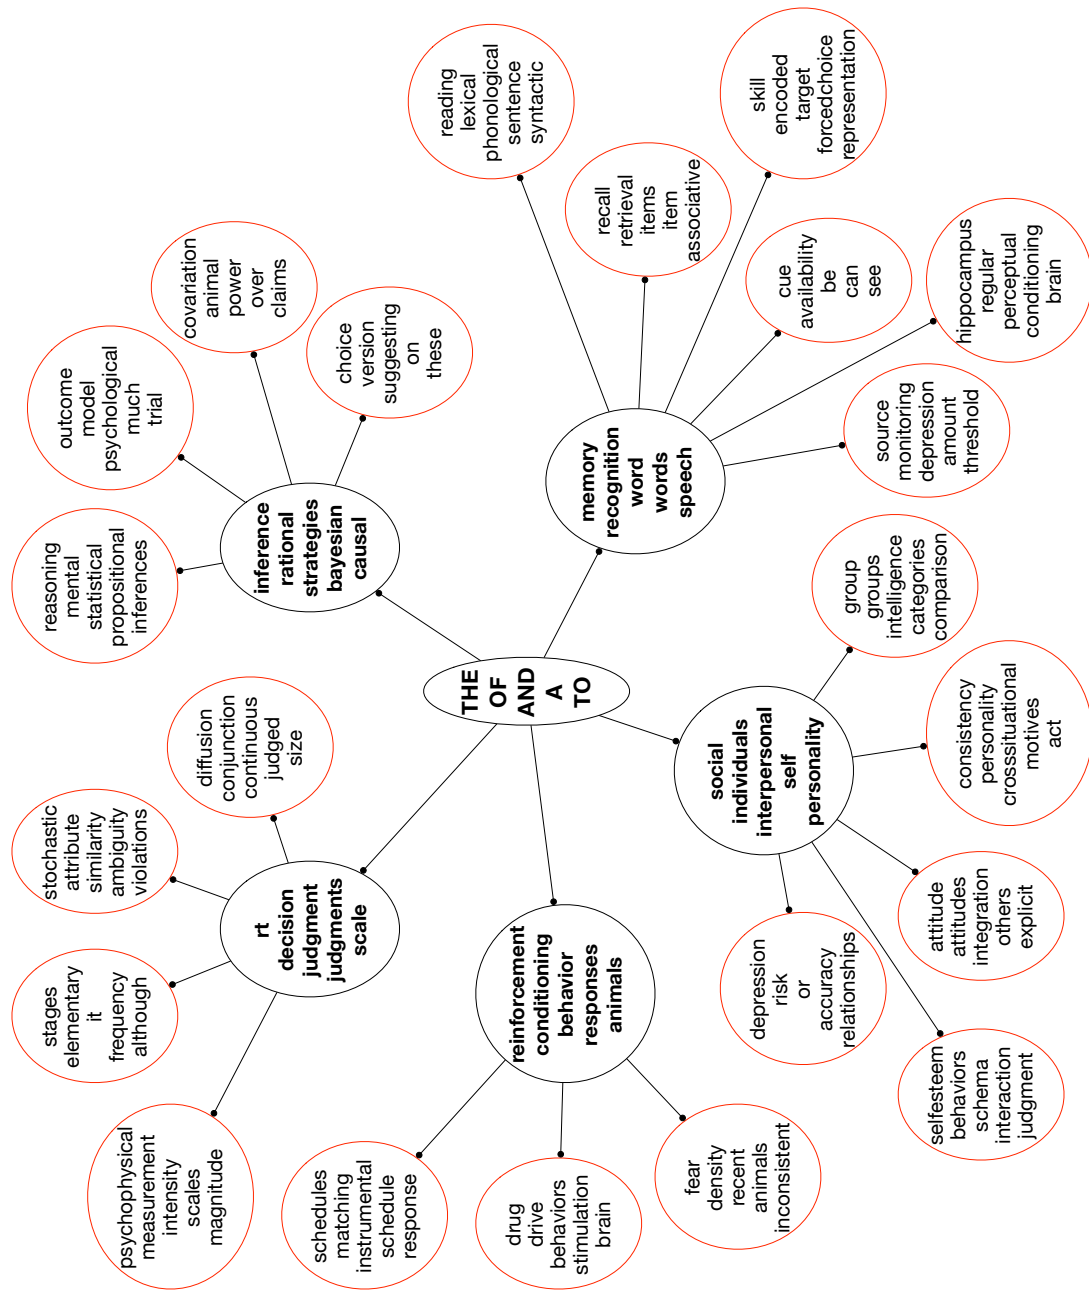 THE
OF
AND
A
TO
rt
decision
judgment
judgments
scale
psychophysical
measurement
intensity
scales
magnitude
stages
elementary
it
frequency
although
stochastic
attribute
similarity
ambiguity
violations
diffusion
conjunction
continuous
judged
size
inference
rational
strategies
bayesian
causal
reasoning
mental
statistical
propositional
inferences
outcome
model
psychological
much
trial
covariation
animal
power
over
claims
choice
version
suggesting
on
these
reinforcement
conditioning
behavior
responses
animals
schedules
matching
instrumental
schedule
response
drug
drive
behaviors
stimulation
brain
fear
density
recent
animals
inconsistent
social
individuals
interpersonal
self
personality
depression
risk
or
accuracy
relationships
selfesteem
behaviors
schema
interaction
judgment
attitude
attitudes
integration
others
explicit
consistency
personality
crosssituational
motives
act
group
groups
intelligence
categories
comparison
memory
recognition
word
words
speech
reading
lexical
phonological
sentence
syntactic
recall
retrieval
items
item
associative
skill
encoded
target
forcedchoice
representation
cue
availability
be
can
see
hippocampus
regular
perceptual
conditioning
brain
source
monitoring
depression
amount
threshold